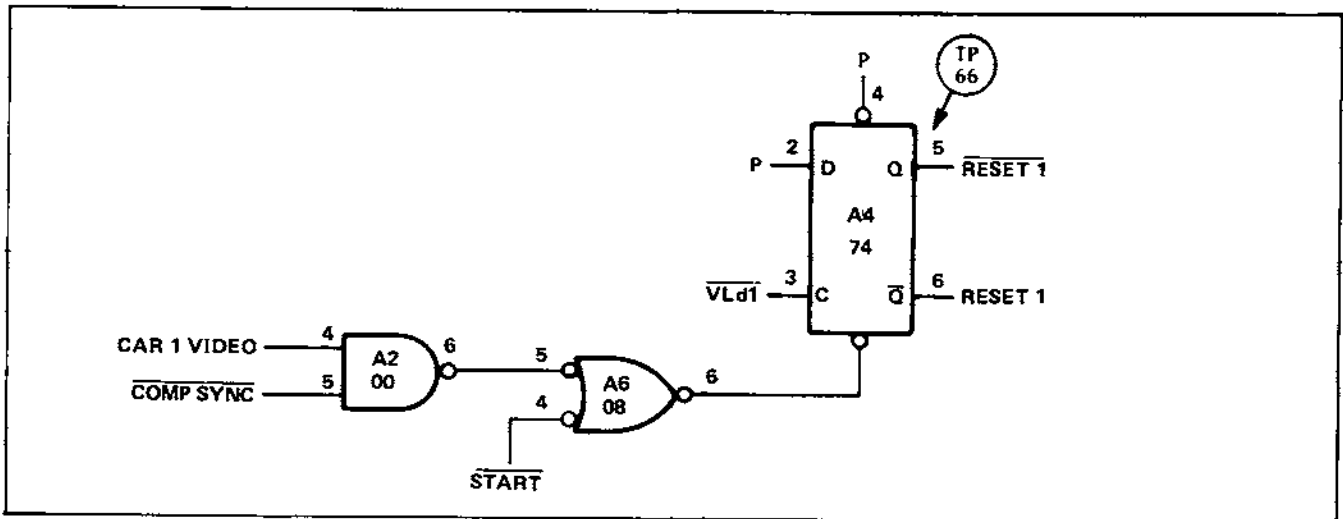 TP
66
P
4
P 2 D Q 5 RESET 1
A4
74
VLd1 3 C Q 6 RESET 1
CAR 1 VIDEO 4
A2
00
6
COMP SYNC 5
5
A6
08
6
4
START